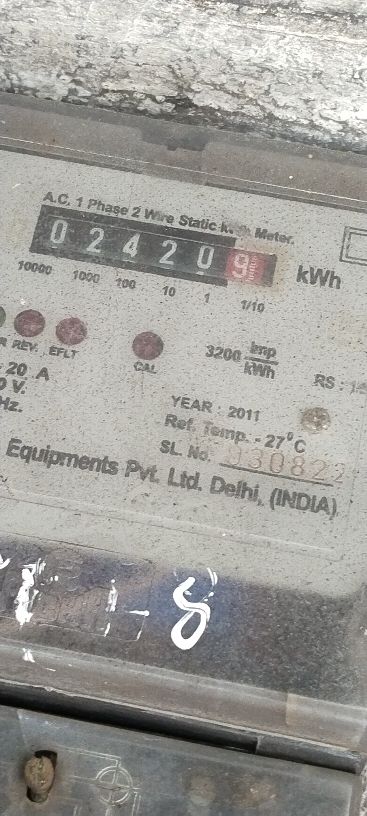 A.C. 1 Phase 2 Wire Static kWh Meter.
0 2 4 2 0 9
kWh
10000 1000 100 10 1 1/10
REV. EFLT
CAL
3200 Imp/kWh
RS :
20 A
V.
Hz.
YEAR : 2011
Ref. Temp. - 27°C
SL. No.
Equipments Pvt. Ltd. Delhi, (INDIA)
8